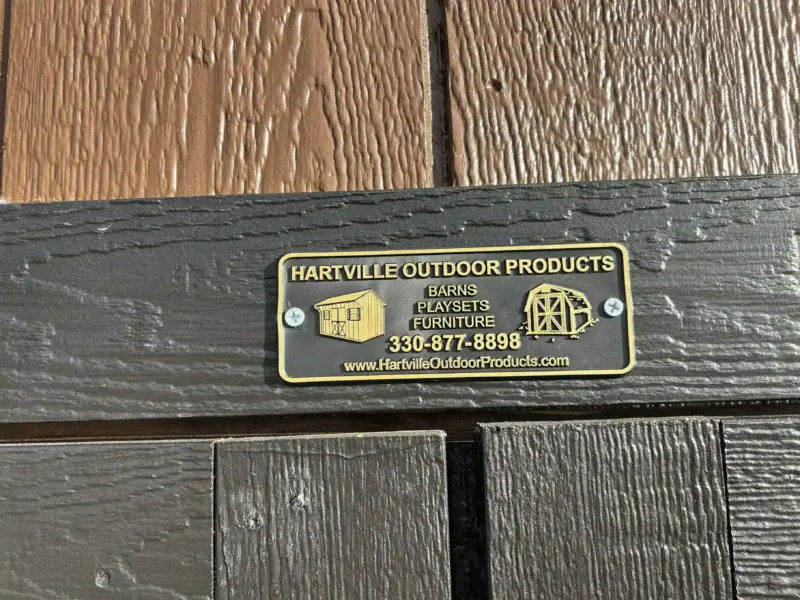 HARTVILLE OUTDOOR PRODUCTS
BARNS
PLAYSETS
FURNITURE
330-877-8898
www.HartvilleOutdoorProducts.com